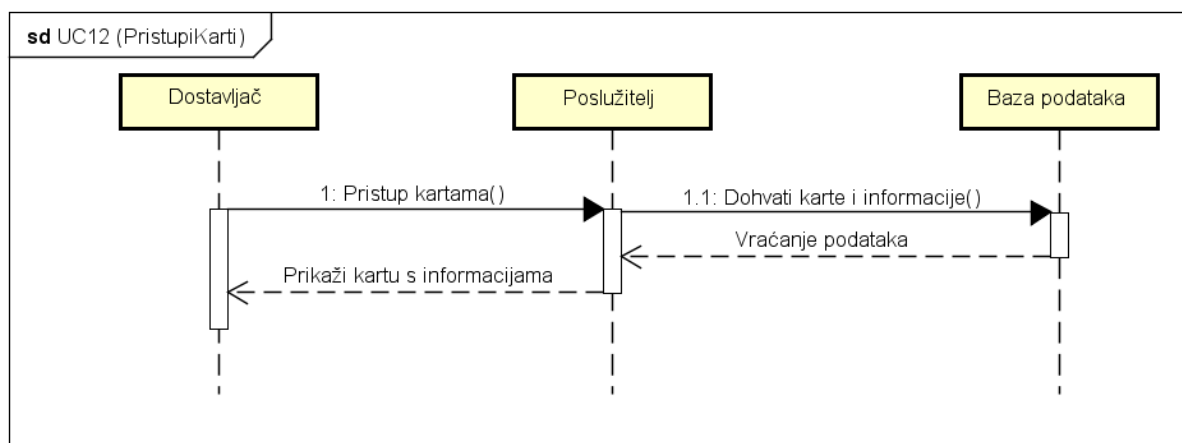 sd UC12 (PristupiKarti)
Dostavljač
Poslužitelj
Baza podataka
1: Pristup kartama()
1.1: Dohvati karte i informacije()
Vraćanje podataka
Prikaži kartu s informacijama